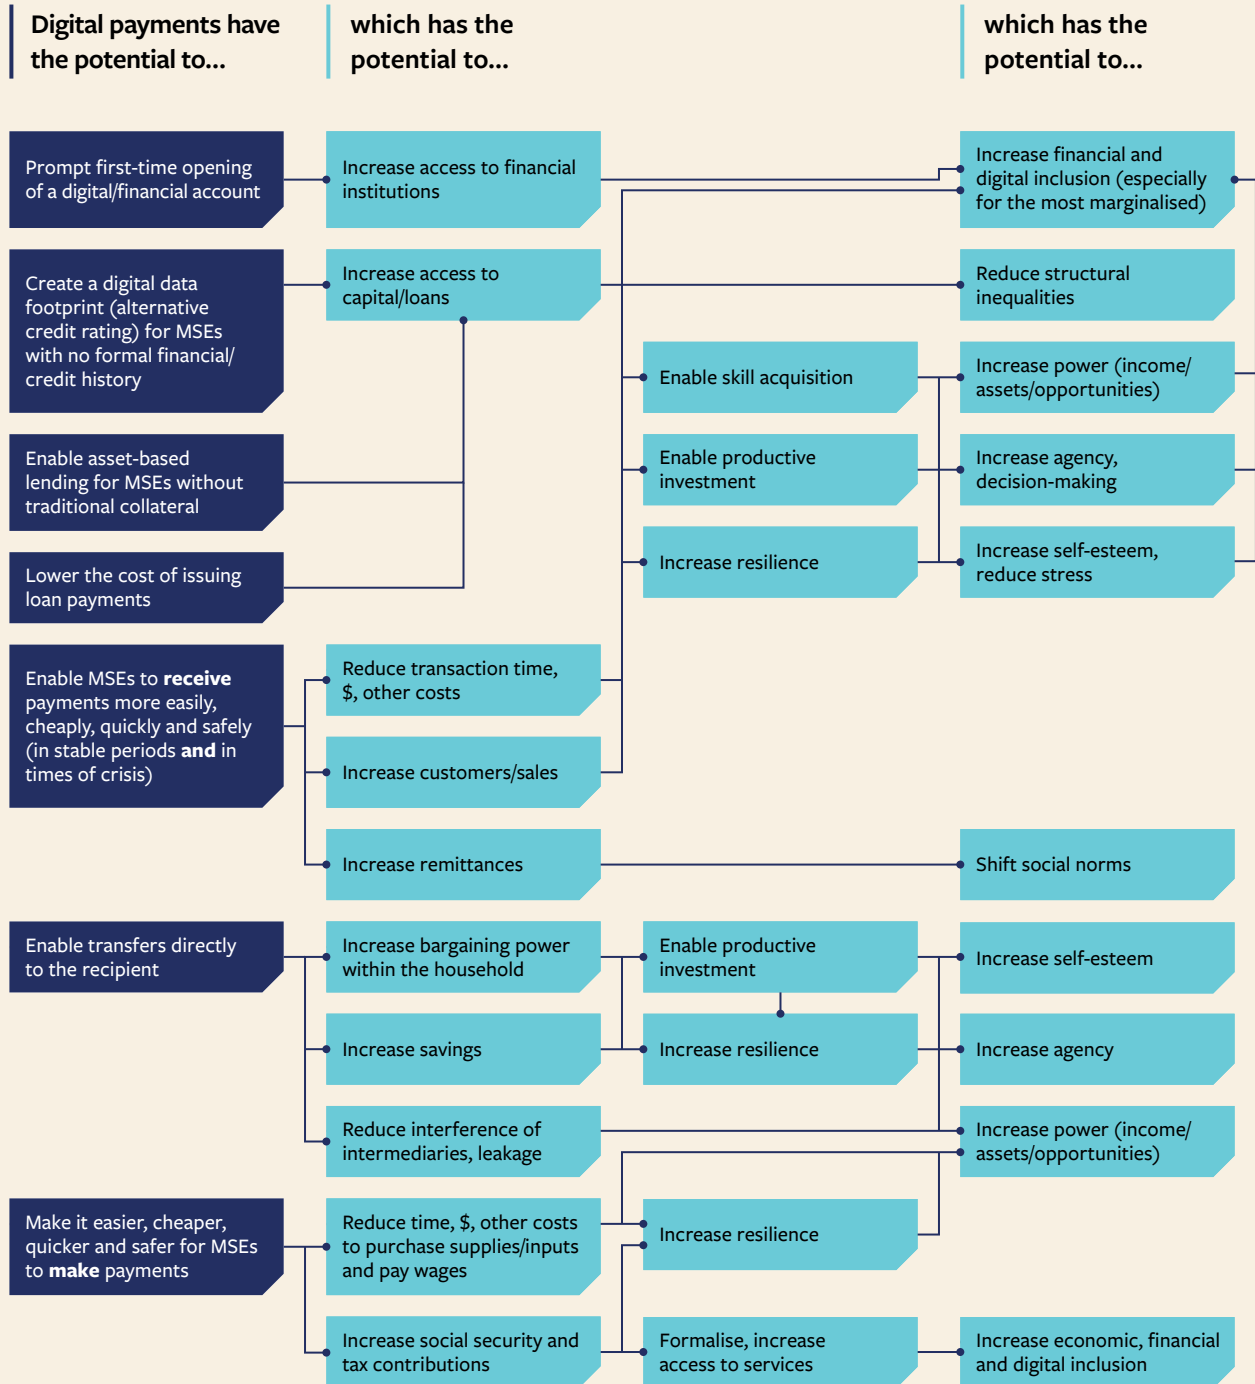 Digital payments have
the potential to...
which has the
potential to...
which has the
potential to...
Prompt first-time opening
of a digital/financial account
Increase access to financial
institutions
Increase financial and
digital inclusion (especially
for the most marginalised)
Create a digital data
footprint (alternative
credit rating) for MSEs
with no formal financial/
credit history
Increase access to
capital/loans
Reduce structural
inequalities
Enable skill acquisition
Increase power (income/
assets/opportunities)
Enable asset-based
lending for MSEs without
traditional collateral
Enable productive
investment
Increase agency,
decision-making
Lower the cost of issuing
loan payments
Increase resilience
Increase self-esteem,
reduce stress
Enable MSEs to receive
payments more easily,
cheaply, quickly and safely
(in stable periods and in
times of crisis)
Reduce transaction time,
$, other costs
Increase customers/sales
Increase remittances
Shift social norms
Enable transfers directly
to the recipient
Increase bargaining power
within the household
Enable productive
investment
Increase self-esteem
Increase savings
Increase resilience
Increase agency
Reduce interference of
intermediaries, leakage
Increase power (income/
assets/opportunities)
Make it easier, cheaper,
quicker and safer for MSEs
to make payments
Reduce time, $, other costs
to purchase supplies/inputs
and pay wages
Increase resilience
Increase social security and
tax contributions
Formalise, increase
access to services
Increase economic, financial
and digital inclusion